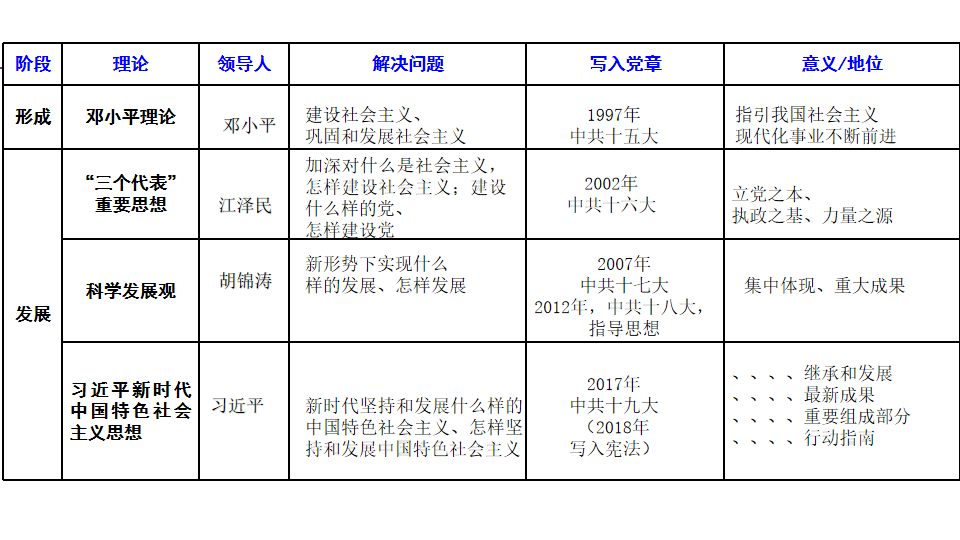 阶段 理论 领导人 解决问题 写入党章 意义/地位
形成 邓小平理论 邓小平
建设社会主义、
巩固和发展社会主义
1997年
中共十五大
指引我国社会主义
现代化事业不断前进
发展
“三个代表”
重要思想
江泽民
加深对什么是社会主义，
怎样建设社会主义；建设
什么样的党、
怎样建设党
2002年
中共十六大
立党之本、
执政之基、力量之源
科学发展观
胡锦涛
新形势下实现什么
样的发展、怎样发展
2007年
中共十七大
2012年，中共十八大，
指导思想
集中体现、重大成果
习近平新时代
中国特色社会
主义思想
习近平
新时代坚持和发展什么样的
中国特色社会主义、怎样坚
持和发展中国特色社会主义
2017年
中共十九大
（2018年
写入宪法）
、、、、继承和发展
、、、、最新成果
、、、、重要组成部分
、、、、行动指南